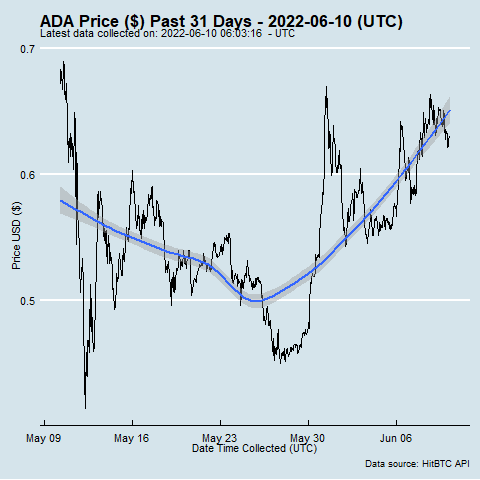 ADA Price ($) Past 31 Days - 2022-06-10 (UTC)
Latest data collected on: 2022-06-10 06:03:16 - UTC
0.7
0.6
0.5
Price USD ($)
May 09 May 16 May 23 May 30 Jun 06
Date Time Collected (UTC)
Data source: HitBTC API